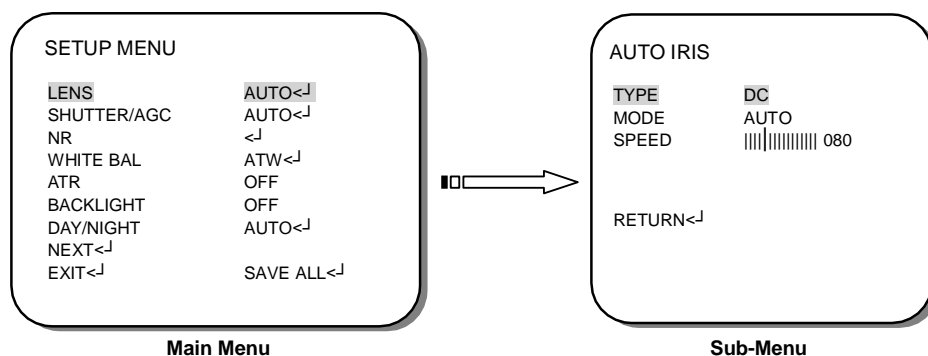 SETUP MENU
LENS AUTO<┘
SHUTTER/AGC AUTO<┘
NR <┘
WHITE BAL ATW<┘
ATR OFF
BACKLIGHT OFF
DAY/NIGHT AUTO<┘
NEXT<┘
EXIT<┘ SAVE ALL<┘
Main Menu
AUTO IRIS
TYPE DC
MODE AUTO
SPEED ||||||||||||||| 080
RETURN<┘
Sub-Menu